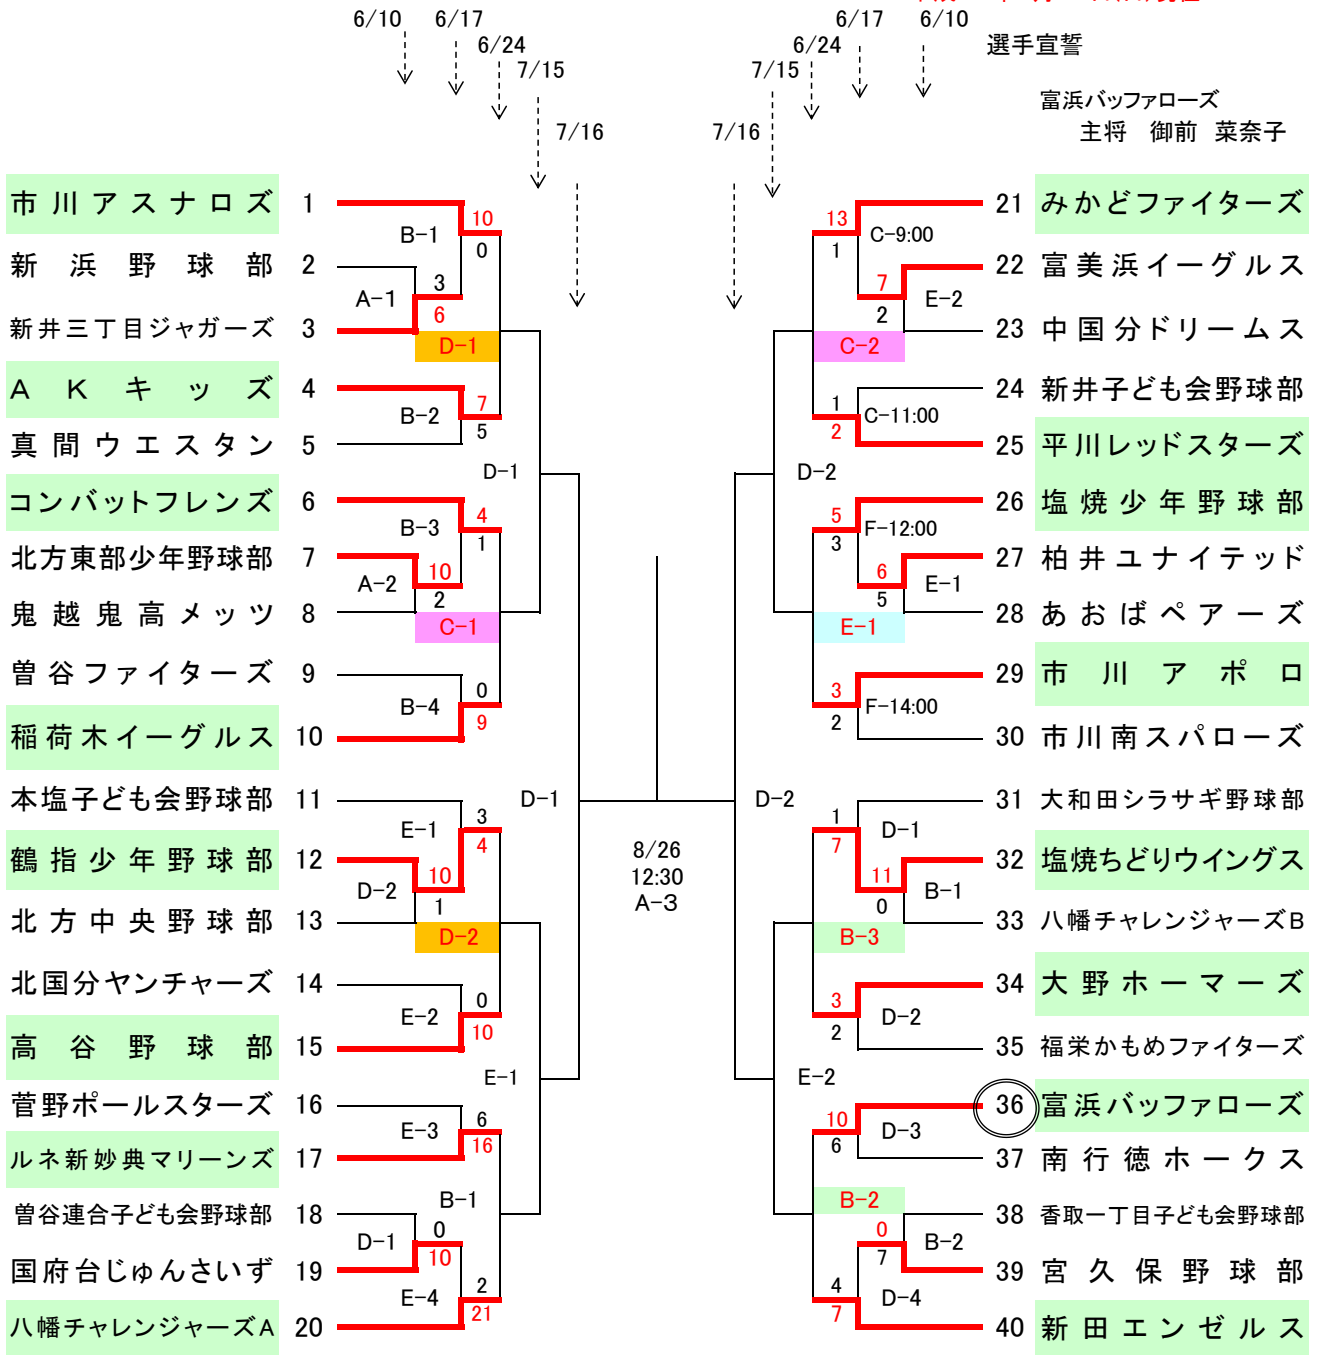 6/10
6/17
6/24
7/15
7/16
6/17
6/10
6/24
7/15
7/16
選手宣誓
富浜バッファローズ
主将 御前 菜奈子
市川アスナロズ 1
新浜野球部 2
新井三丁目ジャガーズ 3
AKキッズ 4
真間ウエスタン 5
コンバットフレンズ 6
北方東部少年野球部 7
鬼越鬼高メッツ 8
曽谷ファイターズ 9
稲荷木イーグルス 10
本塩子ども会野球部 11
鶴指少年野球部 12
北方中央野球部 13
北国分ヤンチャーズ 14
高谷野球部 15
菅野ポールスターズ 16
ルネ新妙典マリーンズ 17
曽谷連合子ども会野球部 18
国府台じゅんさいず 19
八幡チャレンジャーズA 20
B-1
10
0
A-1
3
6
D-1
B-2
7
5
D-1
B-3
4
1
A-2
10
2
C-1
B-4
0
9
D-1
E-1
3
4
D-2
10
1
D-2
E-2
0
10
E-1
E-3
6
16
B-1
D-1
0
10
E-4
2
21
8/26
12:30
A-3
13
1
C-9:00
7
2
E-2
C-2
1
2
C-11:00
D-2
5
3
F-12:00
6
5
E-1
E-1
3
2
F-14:00
D-2
1
7
D-1
11
0
B-1
B-3
3
2
D-2
E-2
10
6
D-3
B-2
0
7
B-2
4
7
D-4
21 みかどファイターズ
22 富美浜イーグルス
23 中国分ドリームス
24 新井子ども会野球部
25 平川レッドスターズ
26 塩焼少年野球部
27 柏井ユナイテッド
28 あおばペアーズ
29 市川アポロ
30 市川南スパローズ
31 大和田シラサギ野球部
32 塩焼ちどりウイングス
33 八幡チャレンジャーズB
34 大野ホーマーズ
35 福栄かもめファイターズ
36 富浜バッファローズ
37 南行徳ホークス
38 香取一丁目子ども会野球部
39 宮久保野球部
40 新田エンゼルス